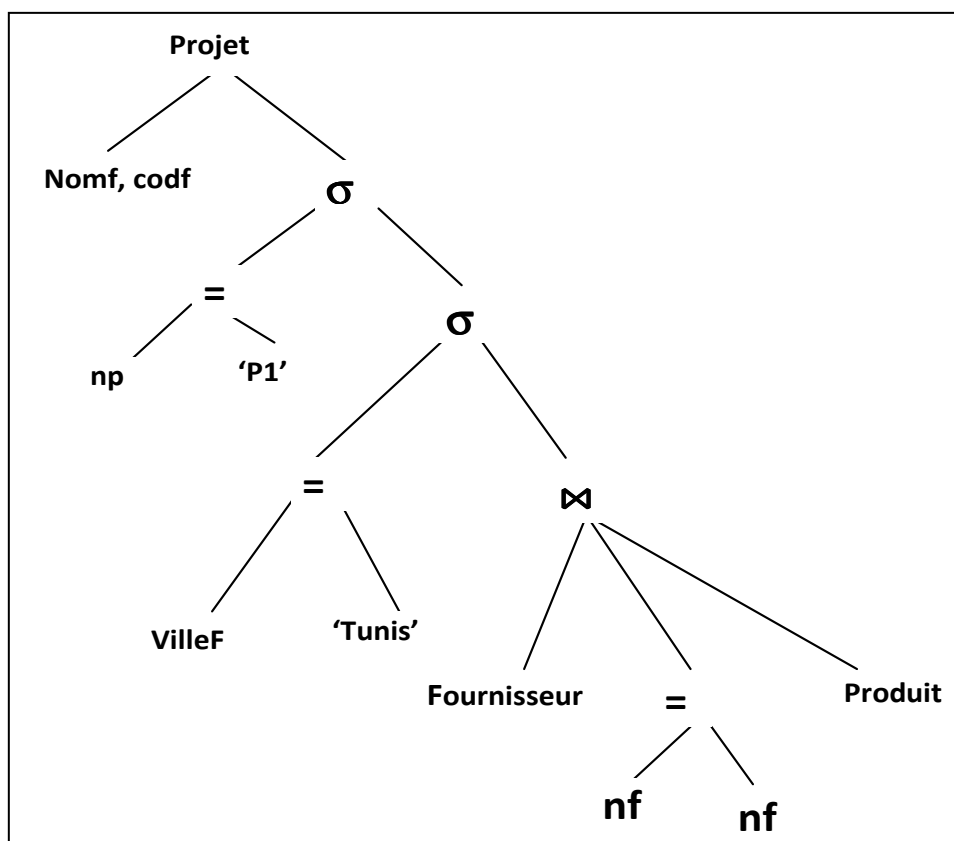 Projet
Nomf, codf
σ
=
σ
np
‘P1’
=
⋈
VilleF
‘Tunis’
Fournisseur
=
Produit
nf
nf